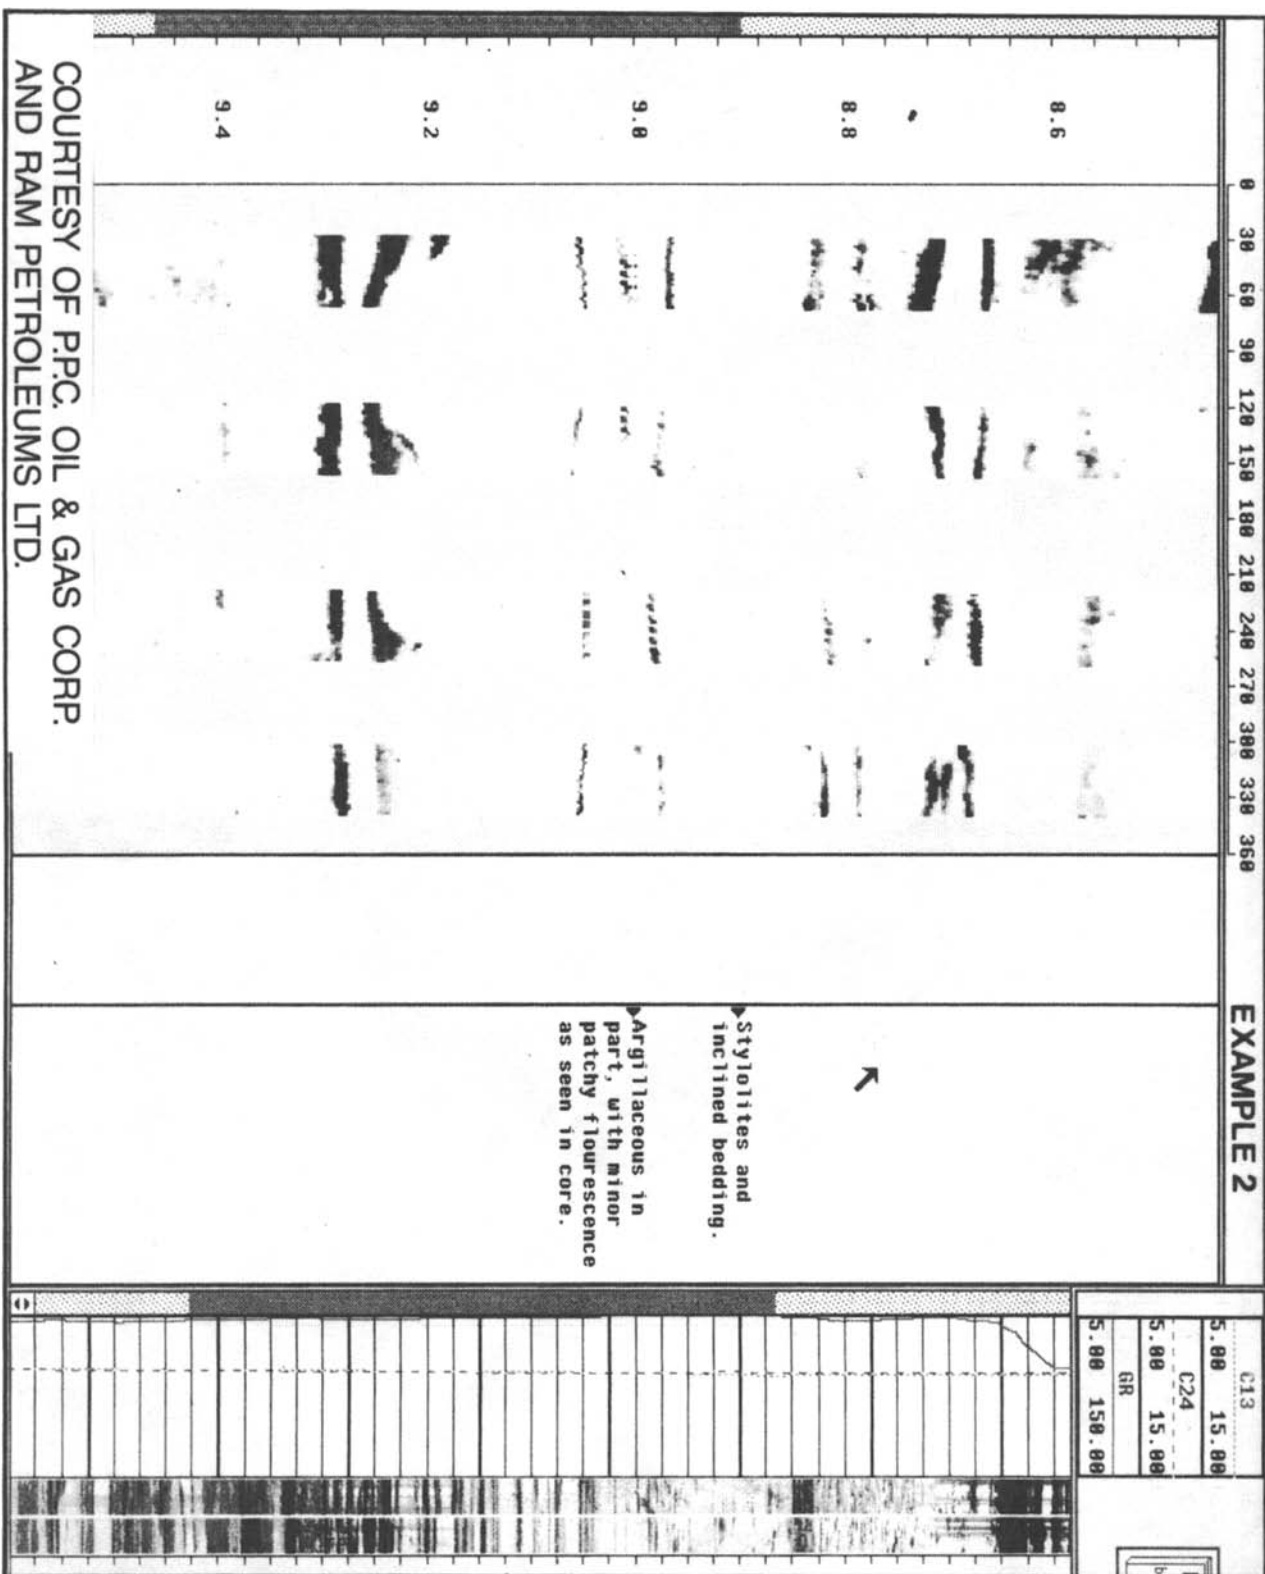 EXAMPLE 2
0 30 60 90 120 150 180 210 240 270 300 330 360
8.6
8.8
9.0
9.2
9.4
Stylolites and
inclined bedding.
Argillaceous in
part, with minor
patchy flourescence
as seen in core.
C13
5.00 15.00
C24
5.00 15.00
GR
5.00 150.00
COURTESY OF P.P.C. OIL & GAS CORP.
AND RAM PETROLEUMS LTD.